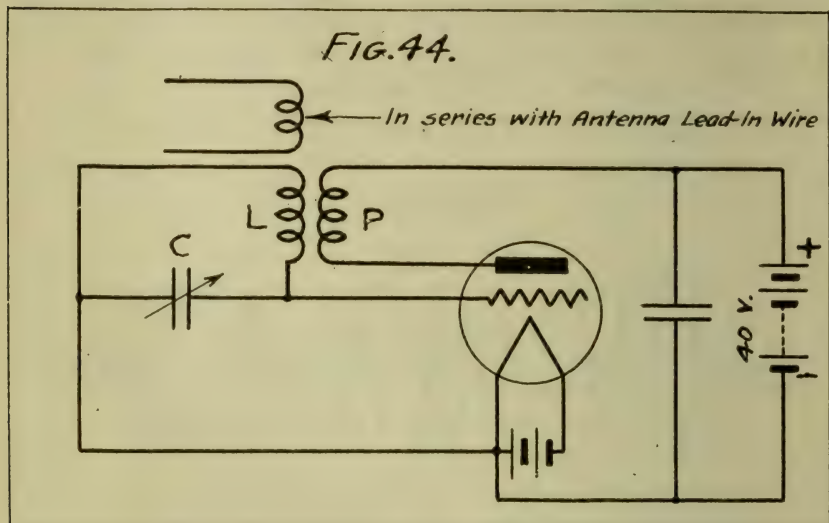 FIG. 44.
In series with Antenna Lead-In Wire
L
P
C
+
40 V.
-